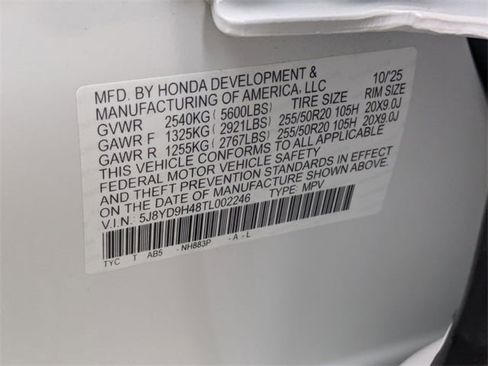 MFD. BY HONDA DEVELOPMENT & 10/'25
MANUFACTURING OF AMERICA, LLC
TIRE SIZE RIM SIZE
GVWR 2540KG (5600LBS)
GAWR F 1325KG (2921LBS) 255/50R20 105H 20X9.0J
GAWR R 1255KG (2767LBS) 255/50R20 105H 20X9.0J
THIS VEHICLE CONFORMS TO ALL APPLICABLE
FEDERAL MOTOR VEHICLE SAFETY
AND THEFT PREVENTION STANDARDS IN EFFECT
ON THE DATE OF MANUFACTURE SHOWN ABOVE.
V.I.N.: 5J8YD9H48TL002246 TYPE: MPV
TYC T AB5 -NH883P -A-L